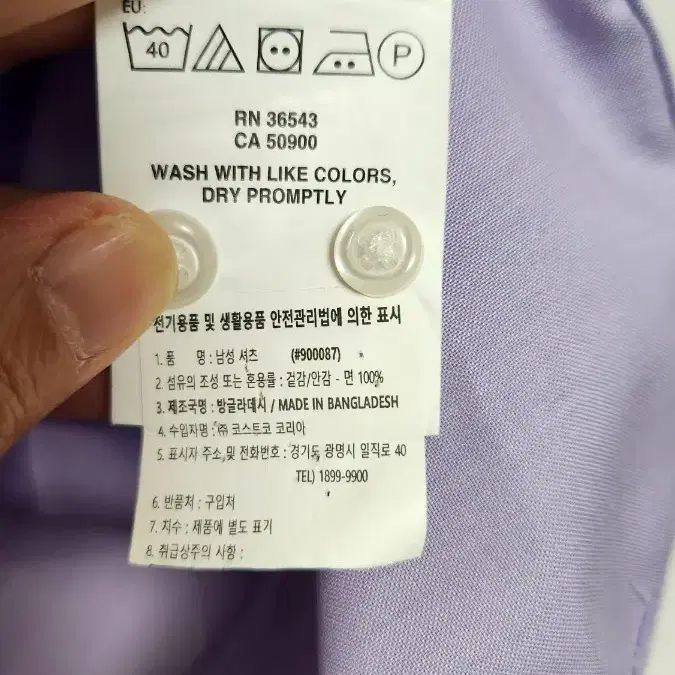 EU:
40 P
RN 36543
CA 50900
WASH WITH LIKE COLORS,
DRY PROMPTLY
전기용품 및 생활용품 안전관리법에 의한 표시
1. 품 명 : 남성 셔츠 (#900087)
2. 섬유의 조성 또는 혼용률 : 겉감/안감 - 면 100%
3. 제조국명 : 방글라데시 / MADE IN BANGLADESH
4. 수입자명 : ㈜ 코스트코 코리아
5. 표시자 주소 및 전화번호 : 경기도 광명시 일직로 40
TEL) 1899-9900
6. 반품처 : 구입처
7. 치수 : 제품에 별도 표기
8. 취급상주의 사항 :